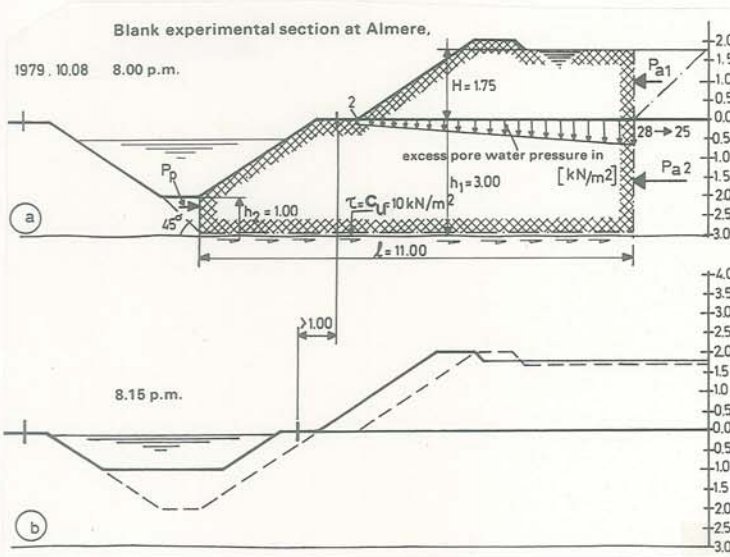 Blank experimental section at Almere,
1979.10.08 8.00 p.m.
2.0
1.5
1.0
0.5
0.0
0.5
1.0
1.5
2.0
2.5
3.0
H = 1.75
Pa1
2
28→25
excess pore water pressure in
[kN/m²]
Pa2
h1 = 3.00
Pp
h2 = 1.00
τ = Cu = 10 kN/m²
45°
a
l = 11.00
>1.00
4.0
3.5
3.0
2.5
2.0
1.5
1.0
0.5
0.0
0.5
1.0
1.5
2.0
2.5
3.0
8.15 p.m.
b